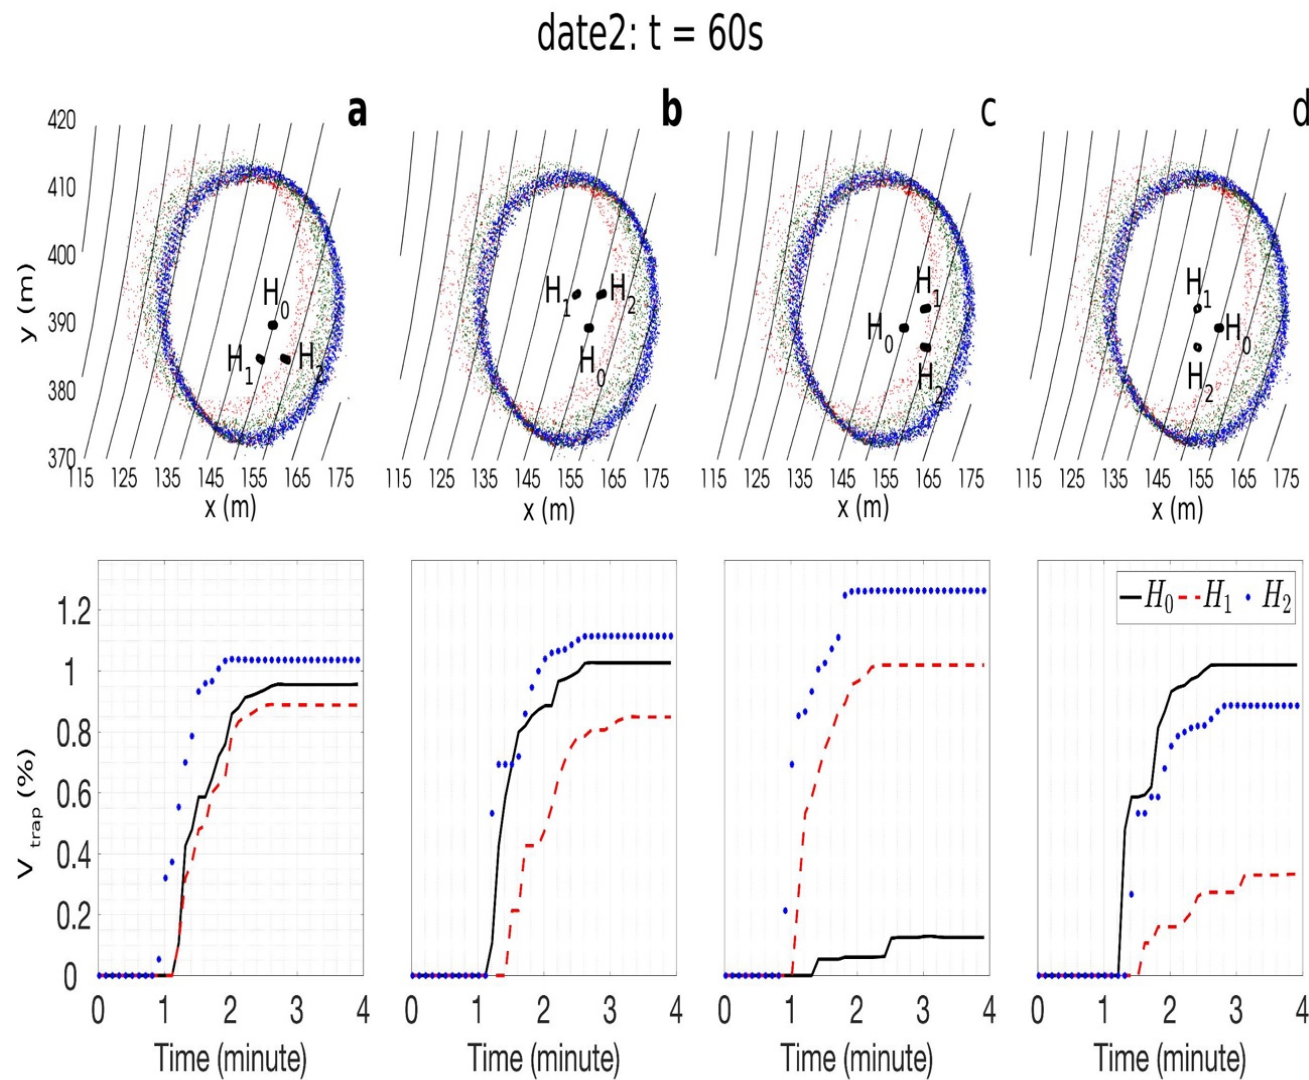 date2: t = 60s
a b c d
420
410
400
390
380
370
y (m)
H0 H1 H2
H1 H2 H0
H1 H0 H2
H1 H0 H2
115 125 135 145 155 165 175
115 125 135 145 155 165 175
115 125 135 145 155 165 175
115 125 135 145 155 165 175
x (m) x (m) x (m) x (m)
H0 H1 H2
1.2
1
0.8
0.6
0.4
0.2
0
V trap (%)
0 1 2 3 4
0 1 2 3 4
0 1 2 3 4
0 1 2 3 4
Time (minute) Time (minute) Time (minute) Time (minute)